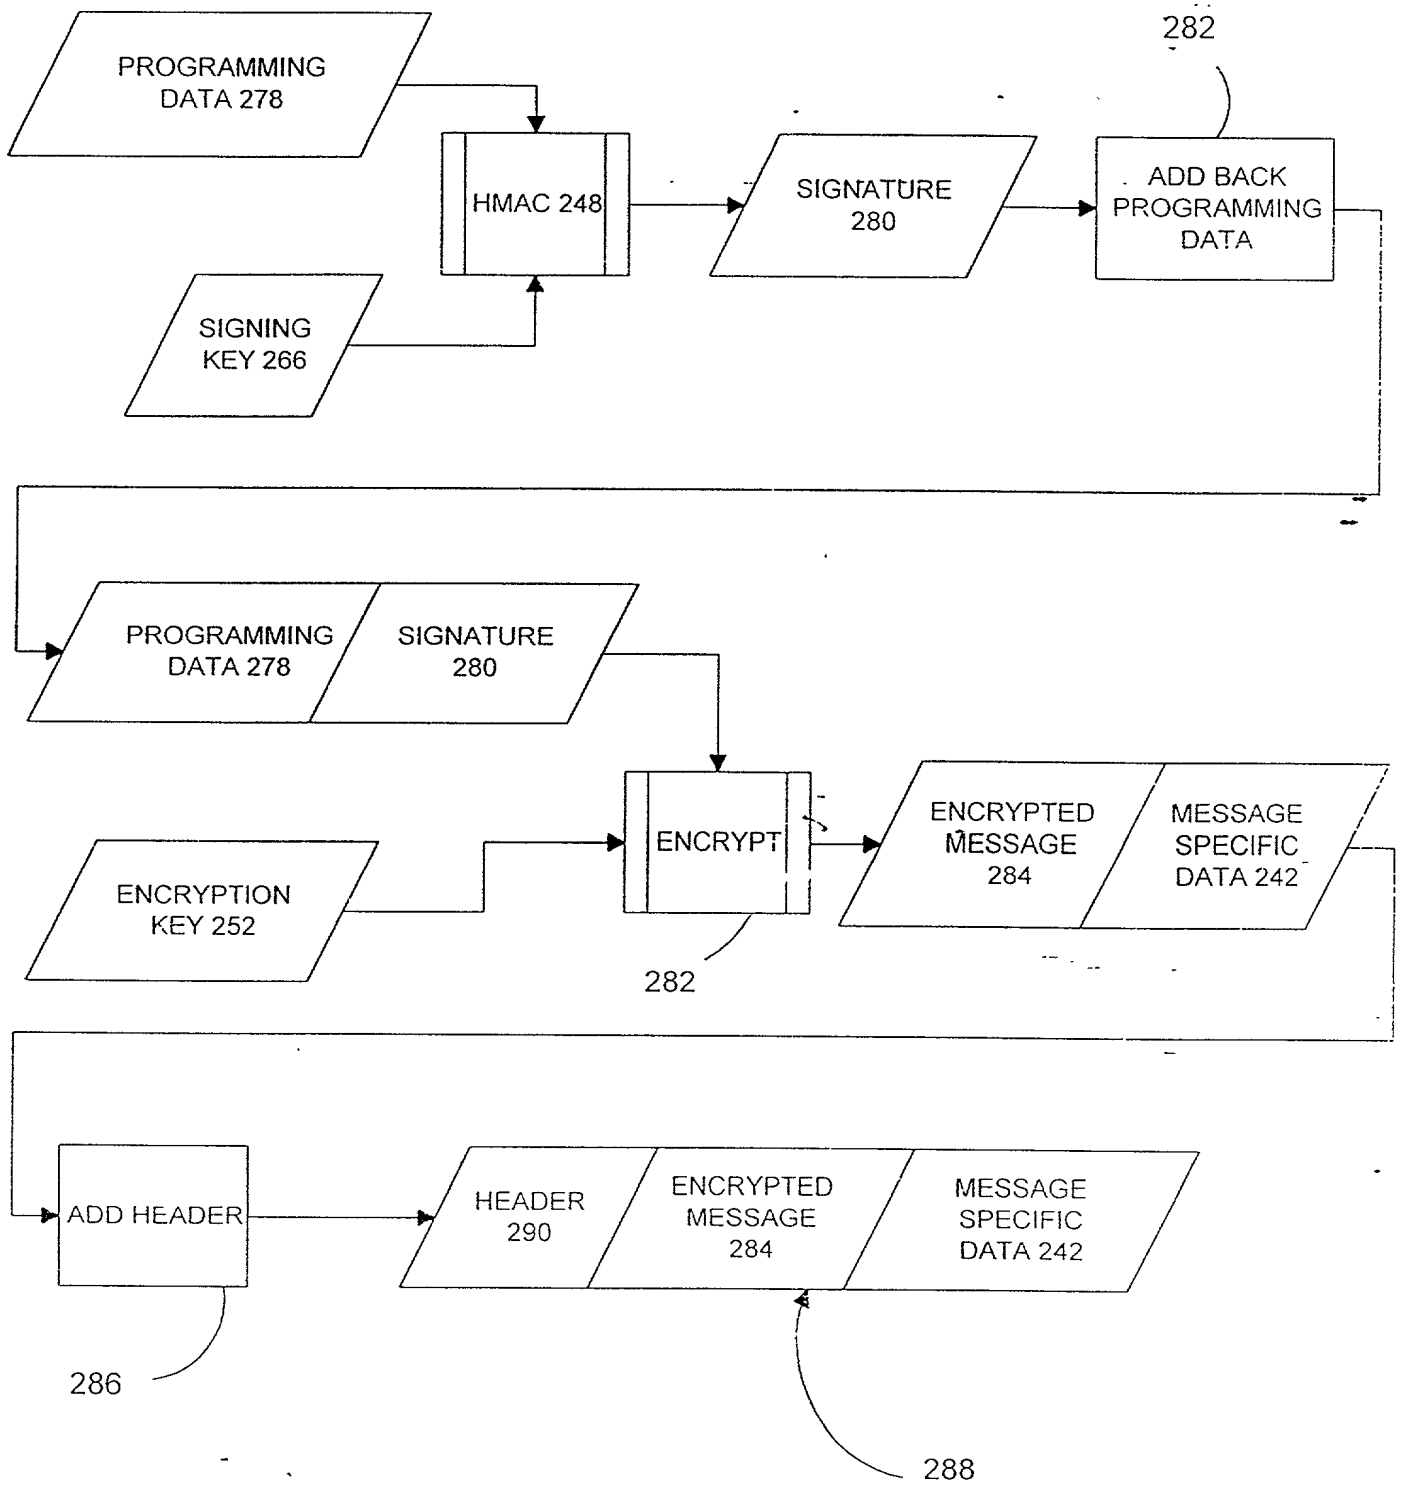 282
PROGRAMMING
DATA 278
HMAC 248
SIGNATURE
280
ADD BACK
PROGRAMMING
DATA
SIGNING
KEY 266
PROGRAMMING
DATA 278
SIGNATURE
280
ENCRYPT
ENCRYPTED
MESSAGE
284
MESSAGE
SPECIFIC
DATA 242
ENCRYPTION
KEY 252
282
ADD HEADER
HEADER
290
ENCRYPTED
MESSAGE
284
MESSAGE
SPECIFIC
DATA 242
286
288